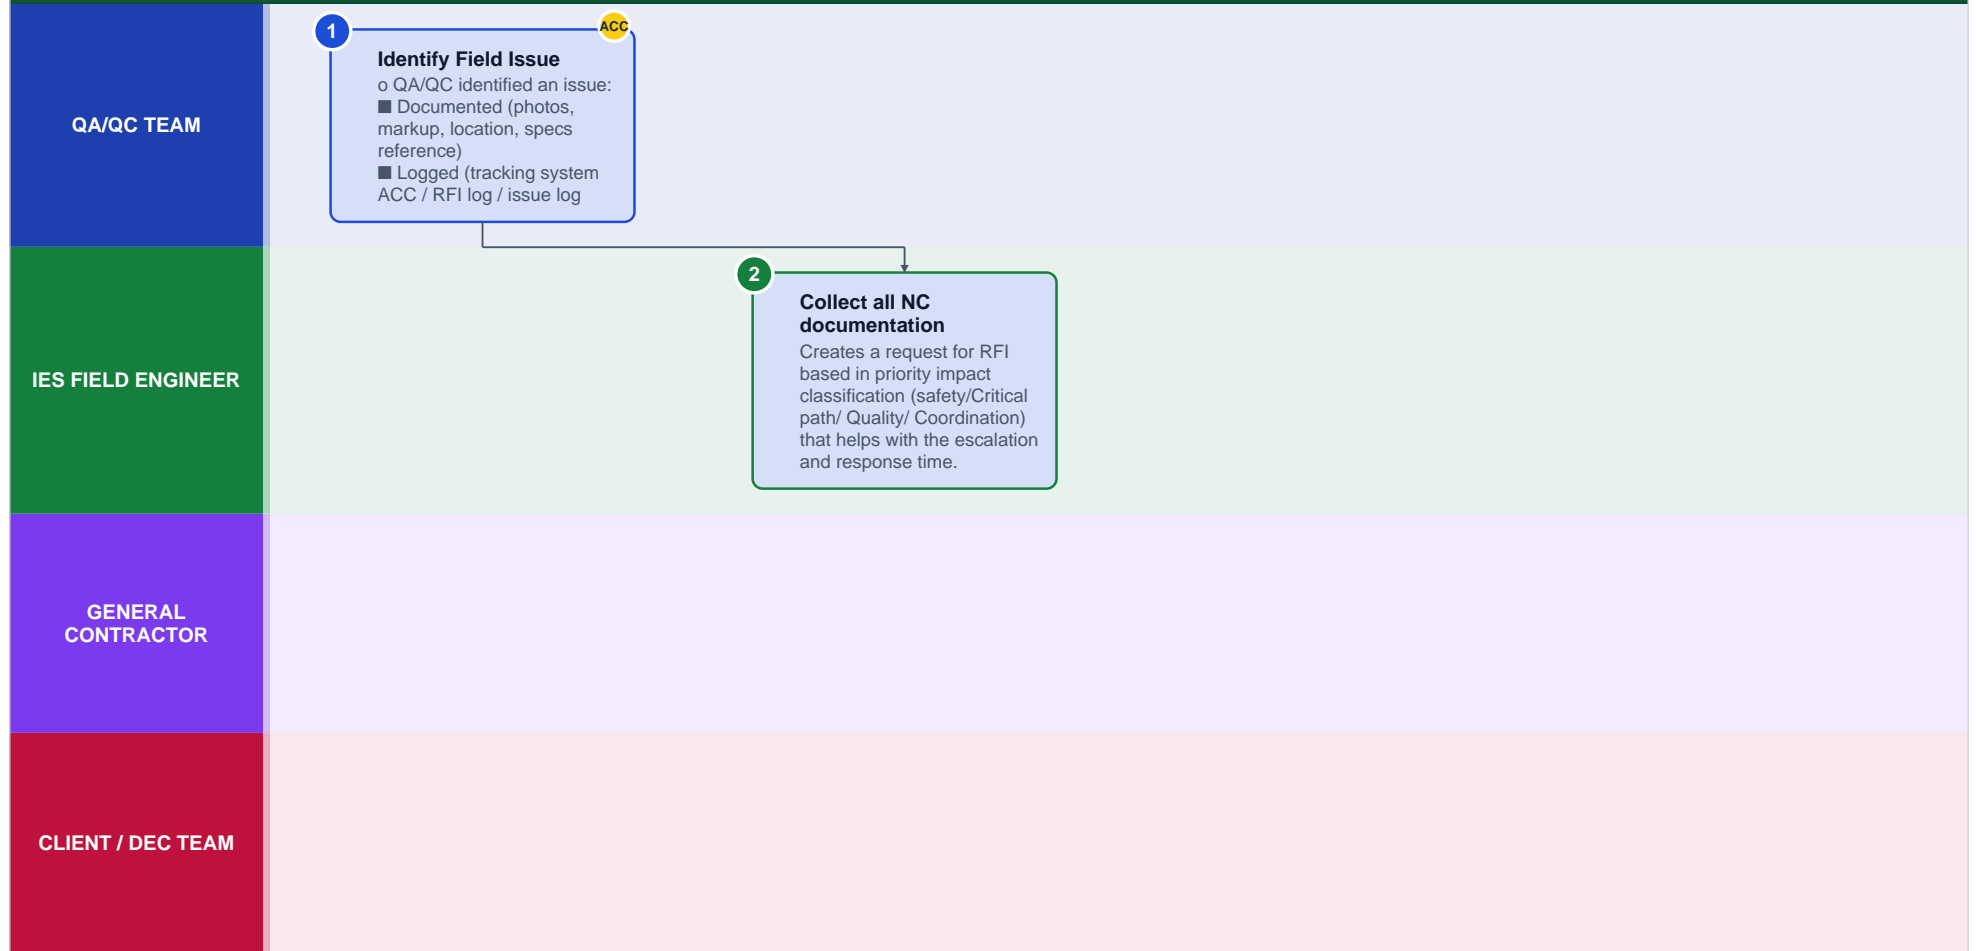 QA/QC TEAM
1
ACC
Identify Field Issue
o QA/QC identified an issue:
■ Documented (photos,
markup, location, specs
reference)
■ Logged (tracking system
ACC / RFI log / issue log
IES FIELD ENGINEER
2
Collect all NC
documentation
Creates a request for RFI
based in priority impact
classification (safety/Critical
path/ Quality/ Coordination)
that helps with the escalation
and response time.
GENERAL
CONTRACTOR
CLIENT / DEC TEAM